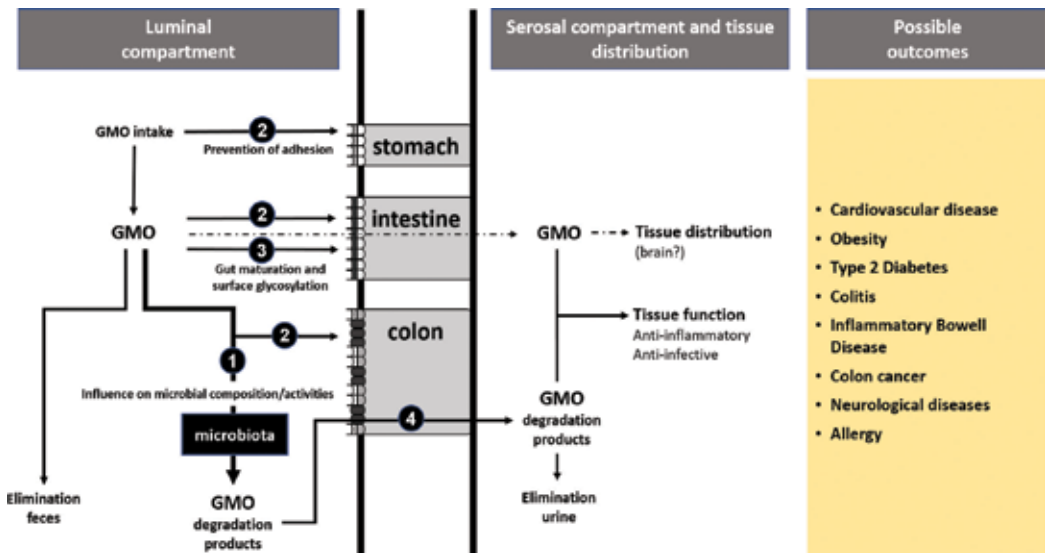 Luminal
compartment
Serosal compartment and tissue
distribution
Possible
outcomes
GMO intake
2
Prevention of adhesion
stomach
GMO
2
3
Gut maturation and
surface glycosylation
intestine
GMO
Tissue distribution
(brain?)
2
colon
1
Influence on microbial composition/activities
microbiota
GMO
degradation
products
Elimination
feces
4
Tissue function
Anti-inflammatory
Anti-infective
GMO
degradation
products
Elimination
urine
• Cardiovascular disease
• Obesity
• Type 2 Diabetes
• Colitis
• Inflammatory Bowell
Disease
• Colon cancer
• Neurological diseases
• Allergy